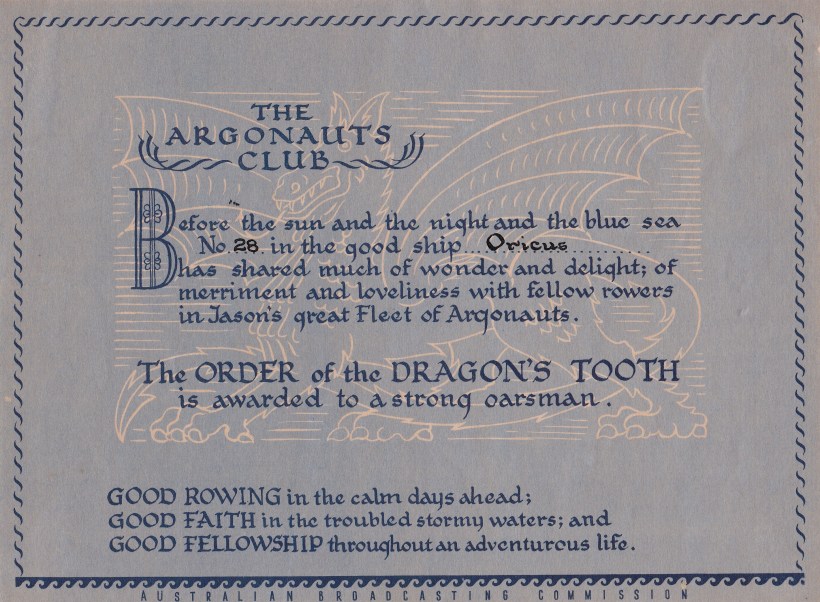 THE
ARGONAUTS
CLUB
Before the sun and the night and the blue sea
No. 28 in the good ship....Oricus............
has shared much of wonder and delight; of
merriment and loveliness with fellow rowers
in Jason's great Fleet of Argonauts.
The ORDER of the DRAGON'S TOOTH
is awarded to a strong oarsman.
GOOD ROWING in the calm days ahead;
GOOD FAITH in the troubled stormy waters; and
GOOD FELLOWSHIP throughout an adventurous life.
AUSTRALIAN BROADCASTING COMMISSION